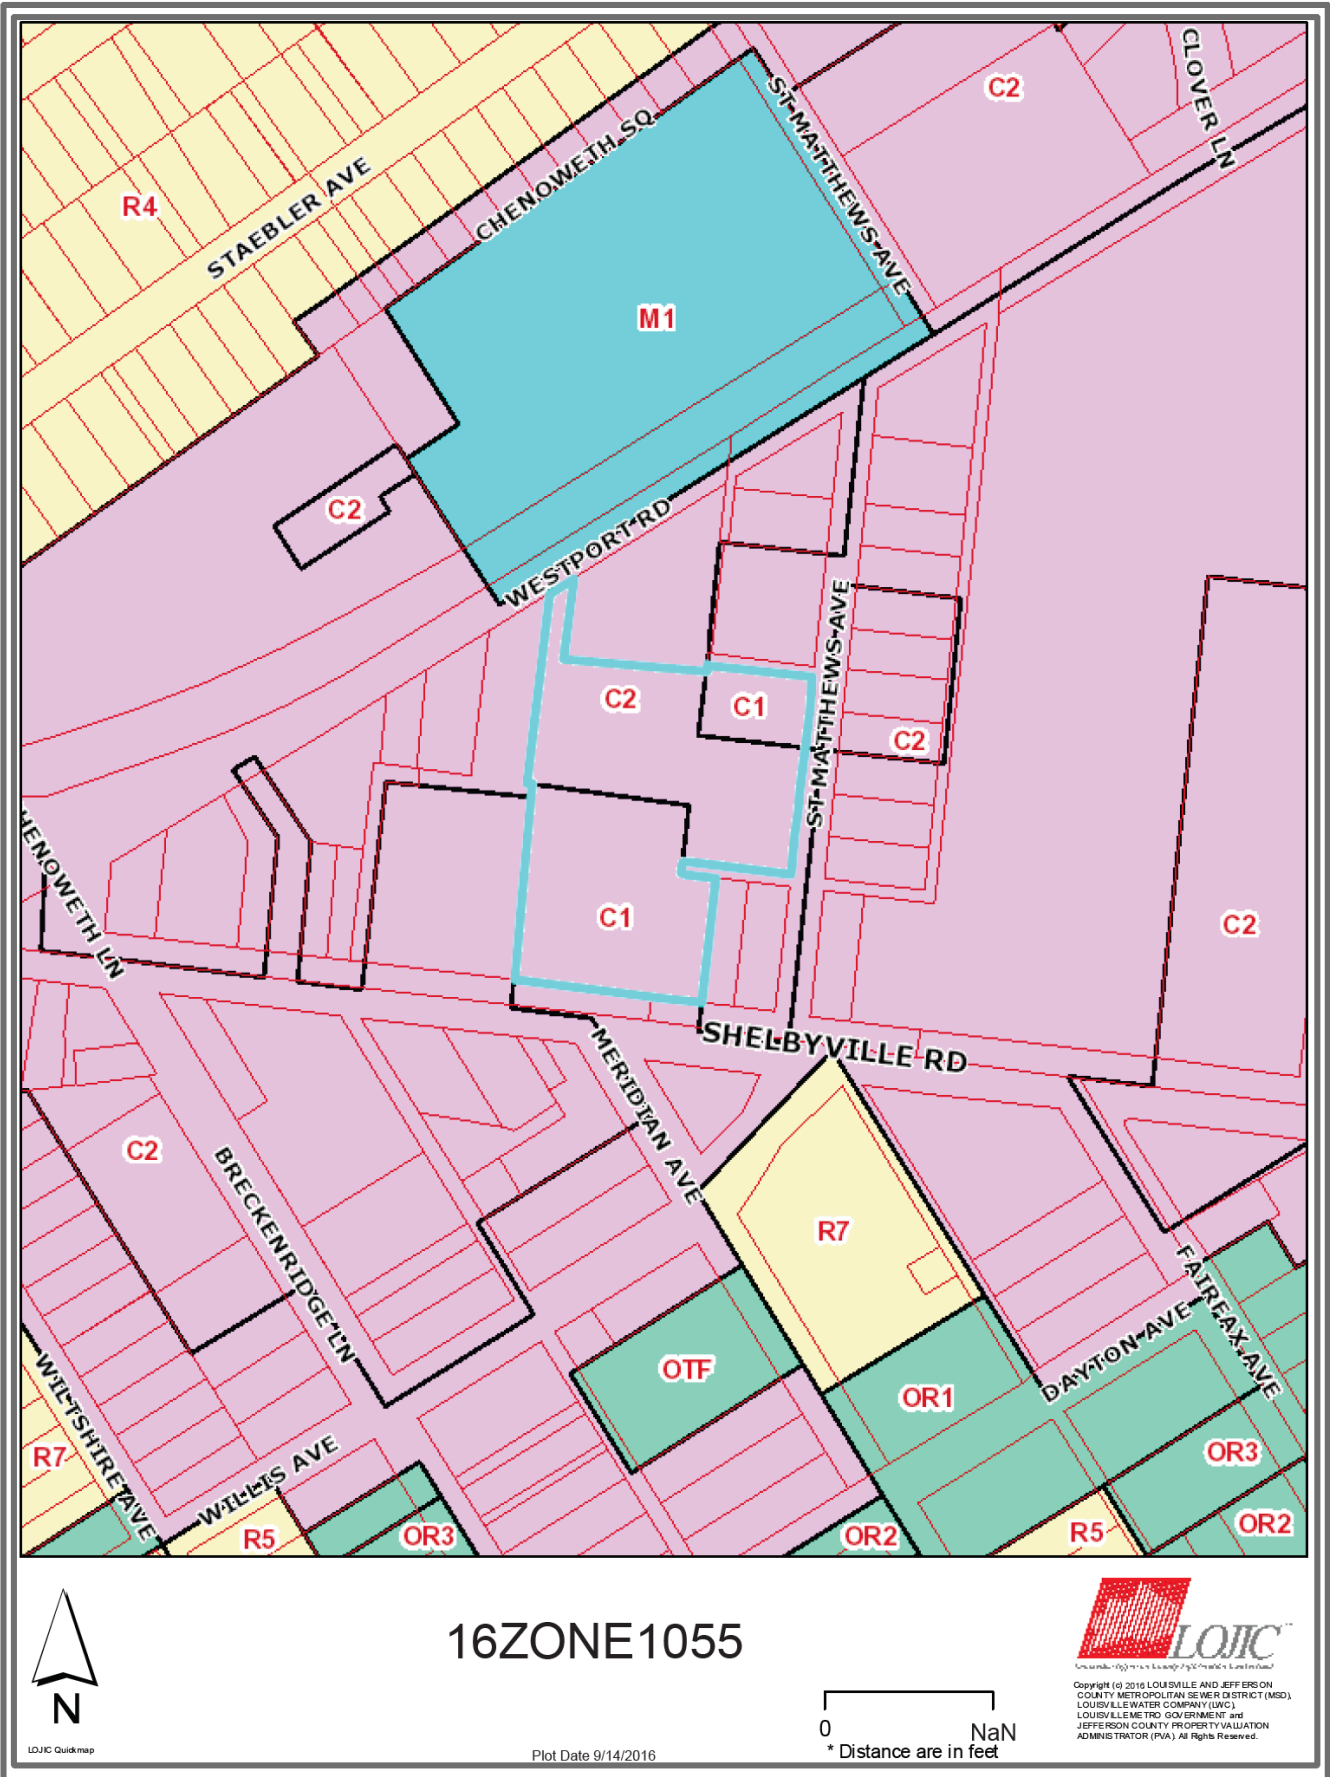 CLOVER LN
C2
ST MATTHEWS AVE
CHENOWETH SQ
STAEBLER AVE
R4
M1
C2
WESTPORT RD
ST MATTHEWS AVE
C2
C1
C2
HENOWETH LN
C1
C2
SHELBYVILLE RD
MERIDIAN AVE
C2
BRECKENRIDGE LN
R7
FAIRFAX AVE
DAYTON AVE
OTF
OR1
WILTSHIRE AVE
R7
WILLIS AVE
OR3
R5
OR3
OR2
R5
OR2
N
LOJIC Quickmap
16ZONE1055
Plot Date 9/14/2016
0 NaN
* Distance are in feet
LOJIC
Copyright (c) 2016 LOUISVILLE AND JEFFERSON
COUNTY METROPOLITAN SEWER DISTRICT (MSD),
LOUISVILLE WATER COMPANY (LWC),
LOUISVILLE METRO GOVERNMENT and
JEFFERSON COUNTY PROPERTY VALUATION
ADMINISTRATOR (PVA). All Rights Reserved.